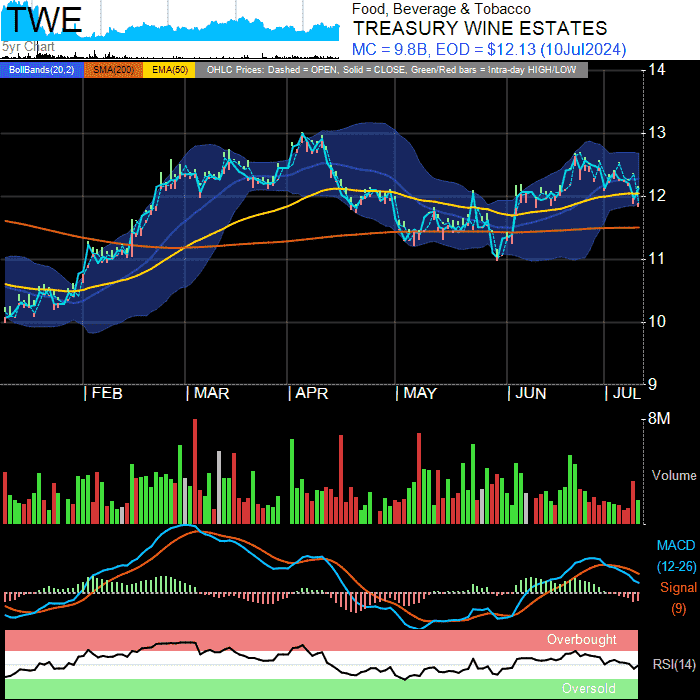 TWE
5yr Chart
Food, Beverage & Tobacco
TREASURY WINE ESTATES
MC = 9.8B, EOD = $12.13 (10Jul2024)
BollBands(20,2) SMA(200) EMA(50) OHLC Prices: Dashed = OPEN, Solid = CLOSE, Green/Red bars = Intra-day HIGH/LOW
14
13
12
11
10
9
FEB MAR APR MAY JUN JUL
8M
Volume
MACD
(12-26)
Signal
(9)
Overbought
RSI(14)
Oversold